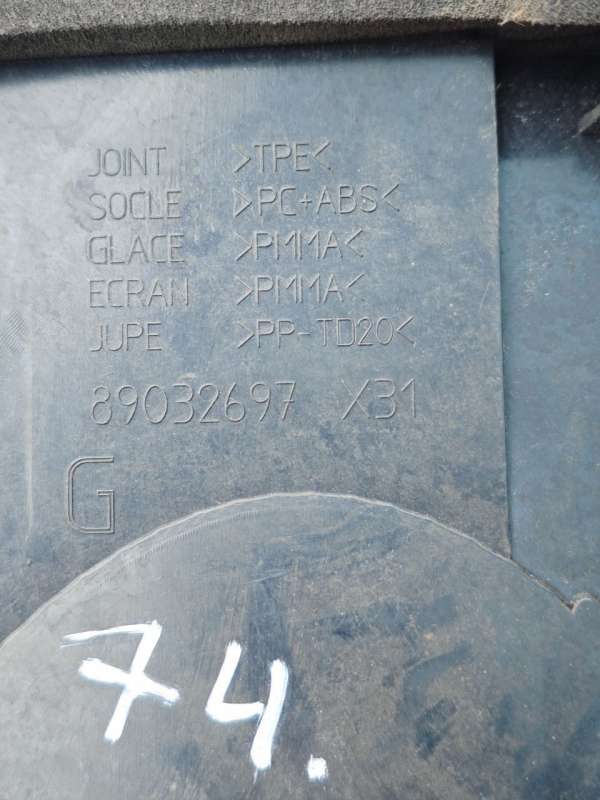 JOINT >TPE<
SOCLE >PC+ABS<
GLACE >PMMA<
ECRAN >PMMA<
JUPE >PP-TD20<
89032697 X31
G
74.